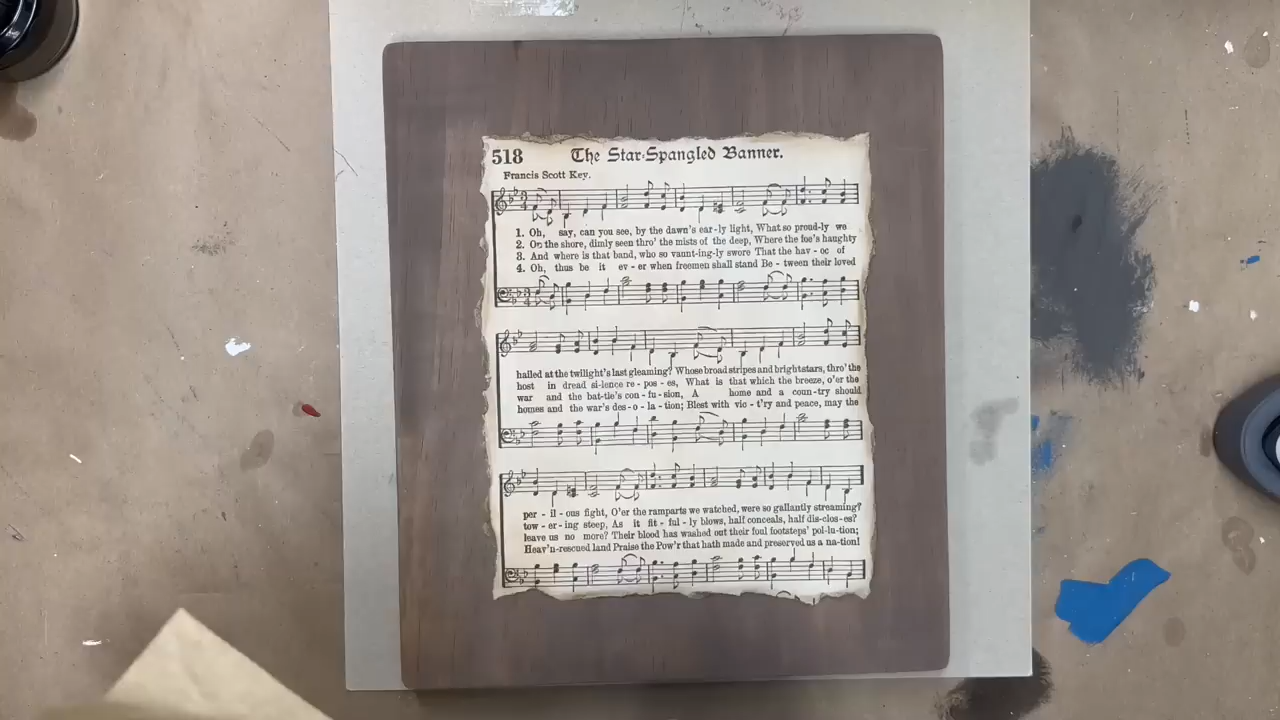 518 The Star-Spangled Banner.
Francis Scott Key.
1. Oh, say, can you see, by the dawn's ear-ly light, What so proud-ly we
2. On the shore, dimly seen thro' the mists of the deep, Where the foe's haughty
3. And where is that band, who so vaunt-ing-ly swore That the hav-oc of
4. Oh, thus be it ev-er when freemen shall stand Be-tween their loved
hailed at the twilight's last gleaming? Whose broad stripes and bright stars, thro' the
host in dread si-lence re-pos-es, What is that which the breeze, o'er the
war and the bat-tle's con-fu-sion, A home and a coun-try should
homes and the war's des-o-la-tion; Blest with vic-t'ry and peace, may the
per-il-ous fight, O'er the ramparts we watched, were so gallantly streaming?
tow-er-ing steep, As it fit-ful-ly blows, half conceals, half dis-clos-es?
leave us no more? Their blood has washed out their foul footsteps' pol-lu-tion;
Heav'n-rescued land Praise the Pow'r that hath made and preserved us a na-tion!